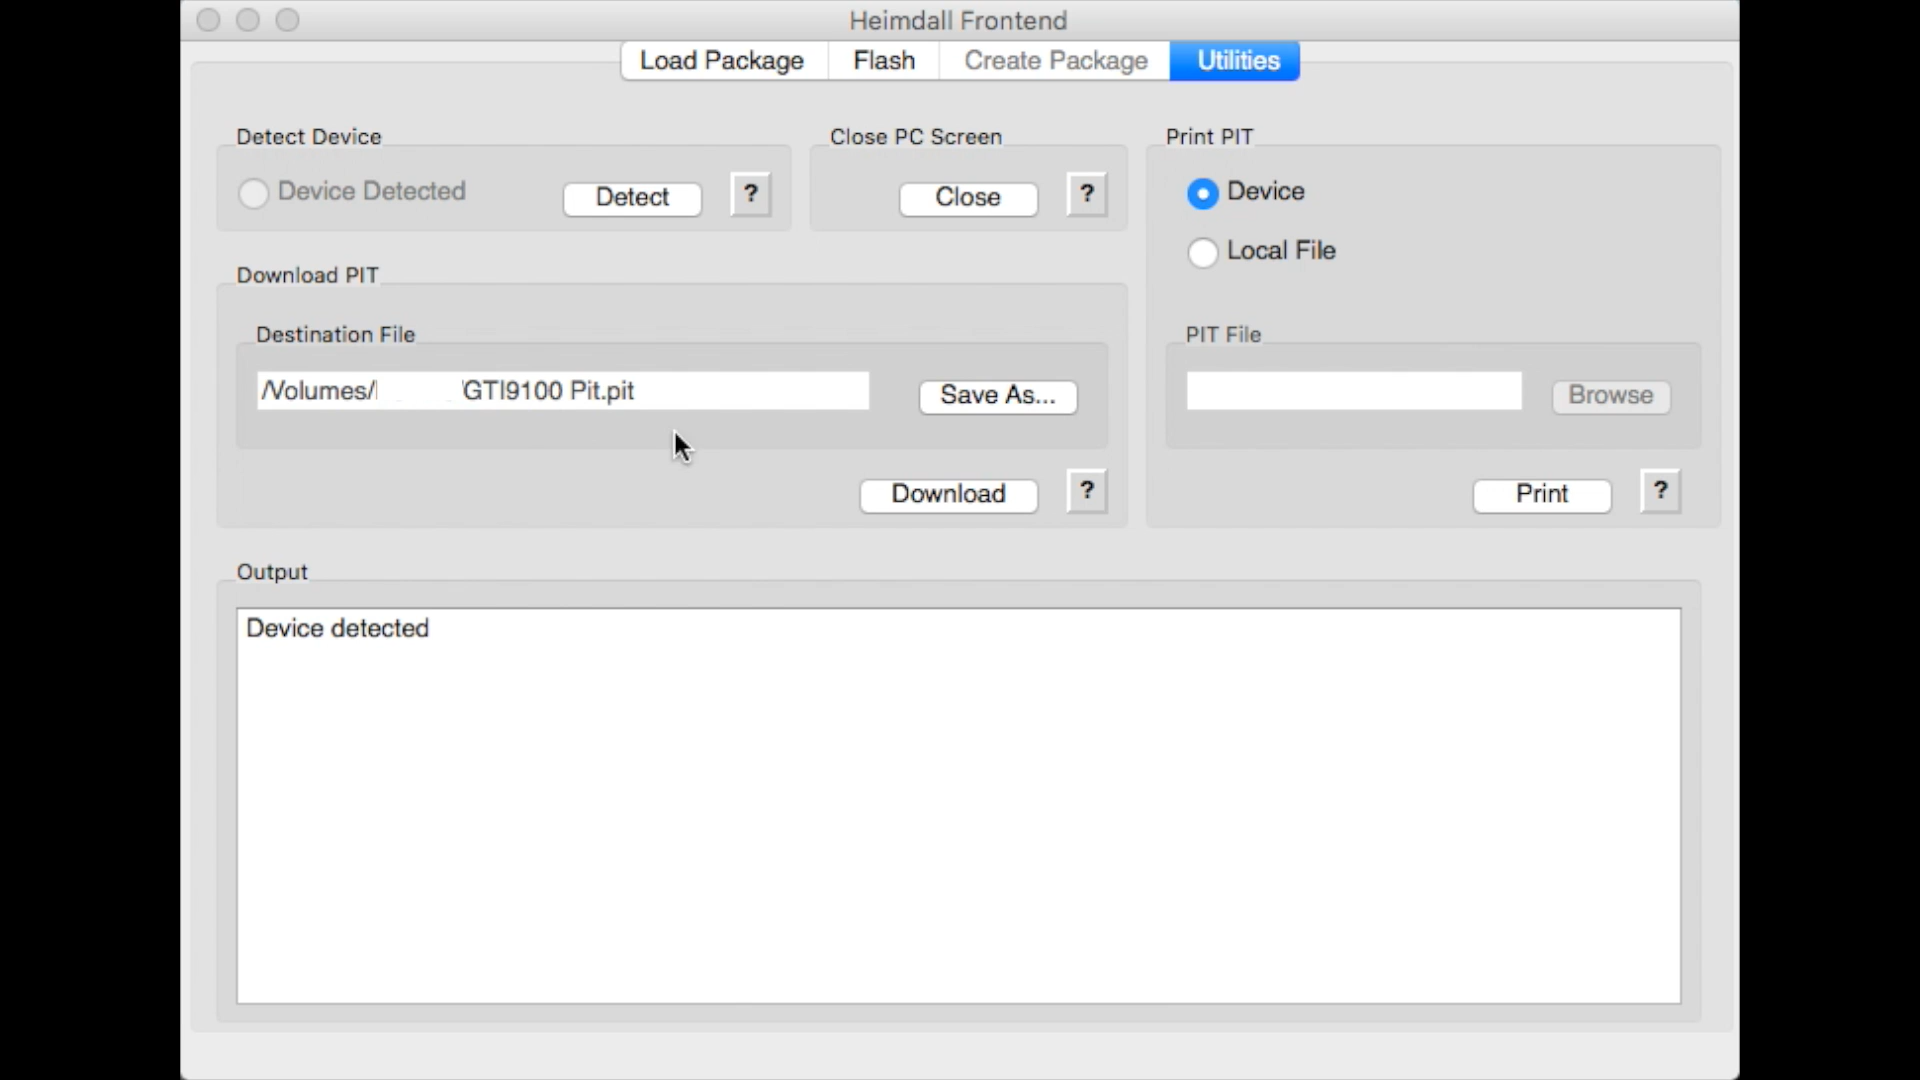 Heimdall Frontend
Load Package Flash Create Package Utilities
Detect Device Close PC Screen Print PIT
Device Detected Detect ? Close ? Device
Local File
Download PIT
Destination File PIT File
/Volumes/ /GTI9100 Pit.pit Save As... Browse
Download ? Print ?
Output
Device detected